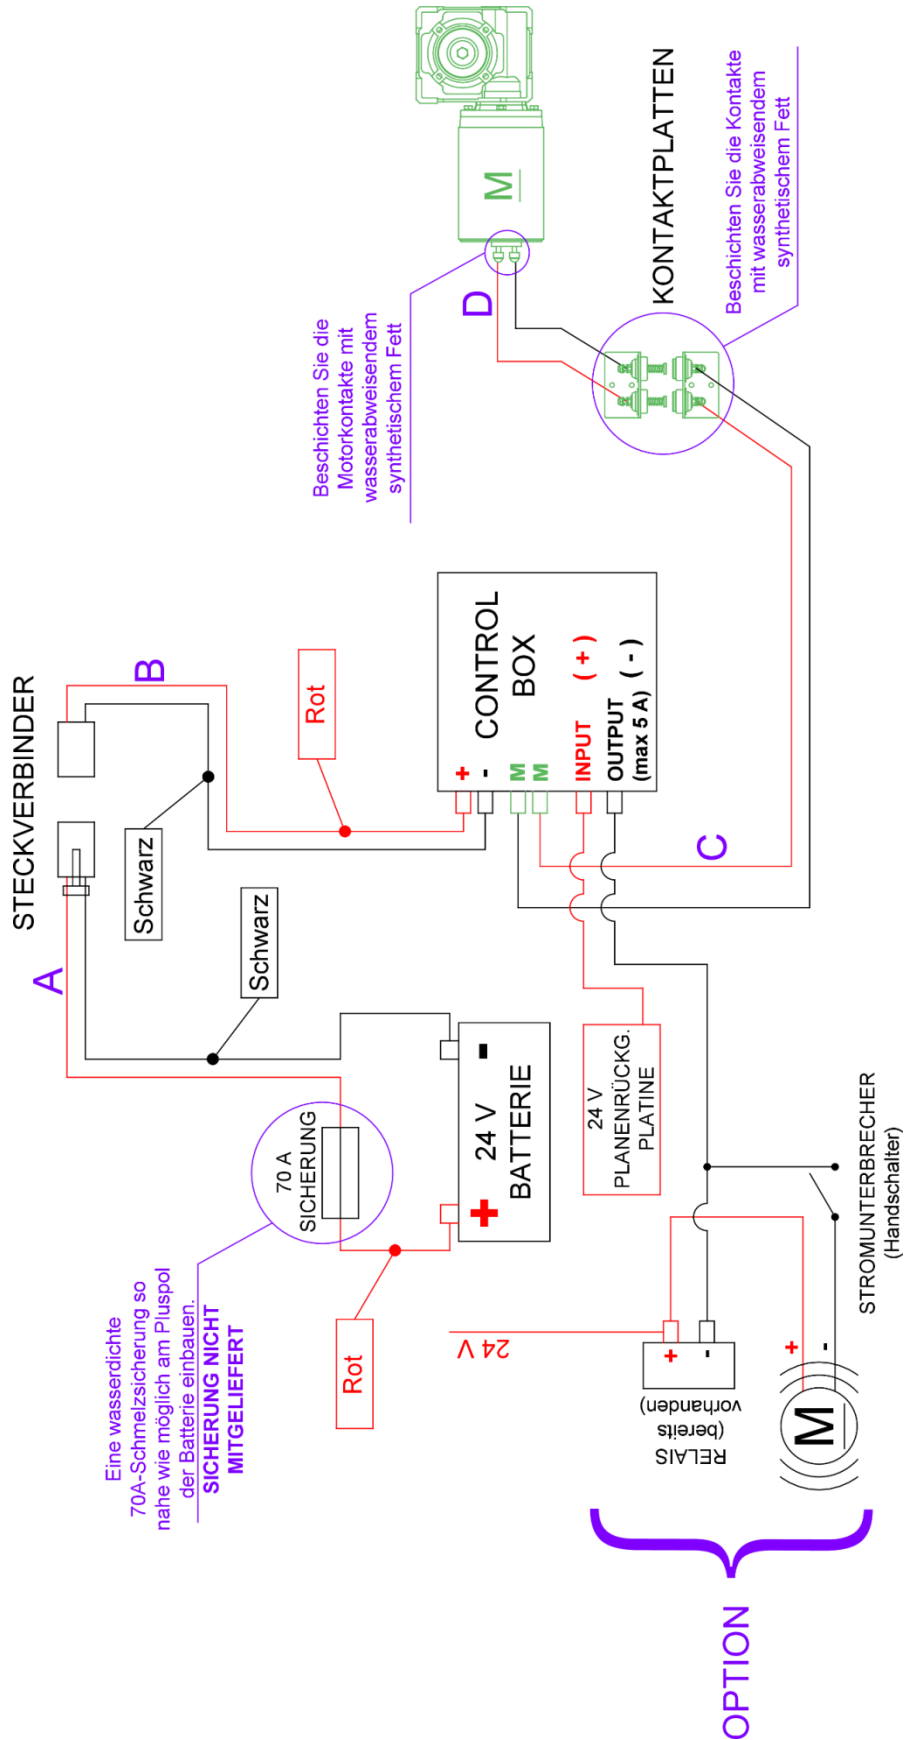 STECKVERBINDER
A
B
Schwarz
Schwarz
Rot
Rot
Eine wasserdichte
70A-Schmelzsicherung so
nahe wie möglich am Pluspol
der Batterie einbauen.
SICHERUNG NICHT
MITGELIEFERT
70 A
SICHERUNG
+
-
24 V
BATTERIE
Beschichten Sie die
Motorkontakte mit
wasserabweisendem
synthetischem Fett
D
M
CONTROL
BOX
+
-
M
M
INPUT (+)
OUTPUT (-)
(max 5 A)
C
KONTAKTPLATTEN
Beschichten Sie die Kontakte
mit wasserabweisendem
synthetischem Fett
24 V
PLANENRÜCKG.
PLATINE
24 V
+
-
RELAIS
(bereits
vorhanden)
+
-
M
STROMUNTERBRECHER
(Handschalter)
OPTION